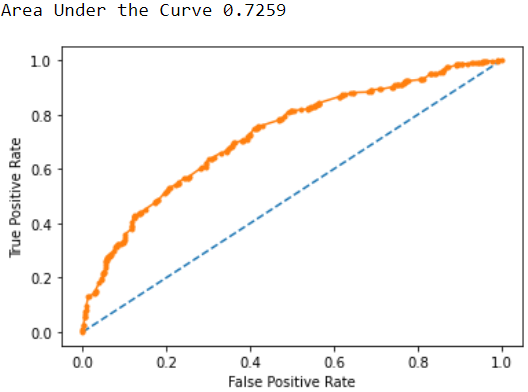 Area Under the Curve 0.7259
1.0
0.8
0.6
0.4
0.2
0.0
True Positive Rate
0.0 0.2 0.4 0.6 0.8 1.0
False Positive Rate